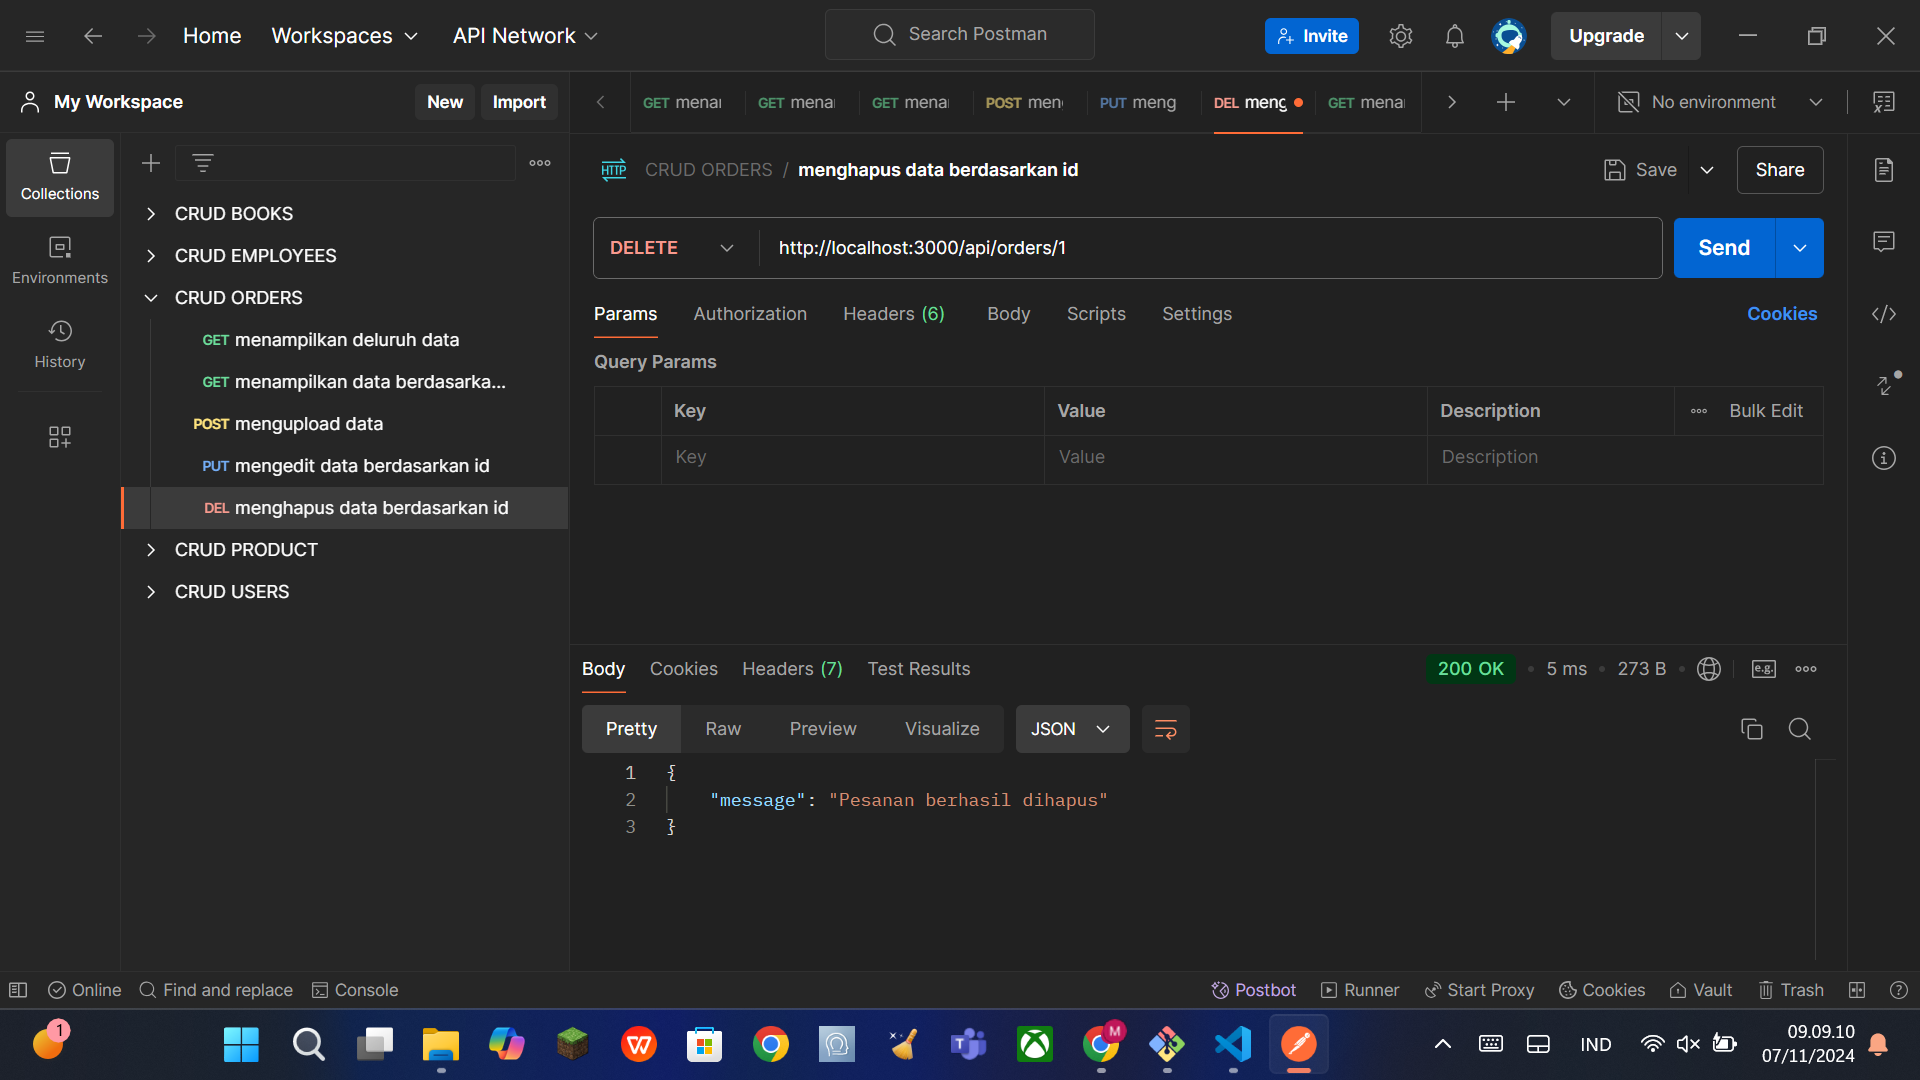 Home Workspaces API Network Search Postman Invite Upgrade
My Workspace New Import GET menai GET menai GET menai POST men PUT meng DEL meng GET menai No environment
Collections
Environments
History
CRUD BOOKS
CRUD EMPLOYEES
CRUD ORDERS
GET menampilkan deluruh data
GET menampilkan data berdasarka...
POST mengupload data
PUT mengedit data berdasarkan id
DEL menghapus data berdasarkan id
CRUD PRODUCT
CRUD USERS
HTTP CRUD ORDERS / menghapus data berdasarkan id Save Share
DELETE http://localhost:3000/api/orders/1 Send
Params Authorization Headers (6) Body Scripts Settings Cookies
Query Params
Key Value Description Bulk Edit
Key Value Description
Body Cookies Headers (7) Test Results 200 OK 5 ms 273 B e.g.
Pretty Raw Preview Visualize JSON
1 {
2 "message": "Pesanan berhasil dihapus"
3 }
Online Find and replace Console Postbot Runner Start Proxy Cookies Vault Trash
1 M IND 09.09.10
07/11/2024